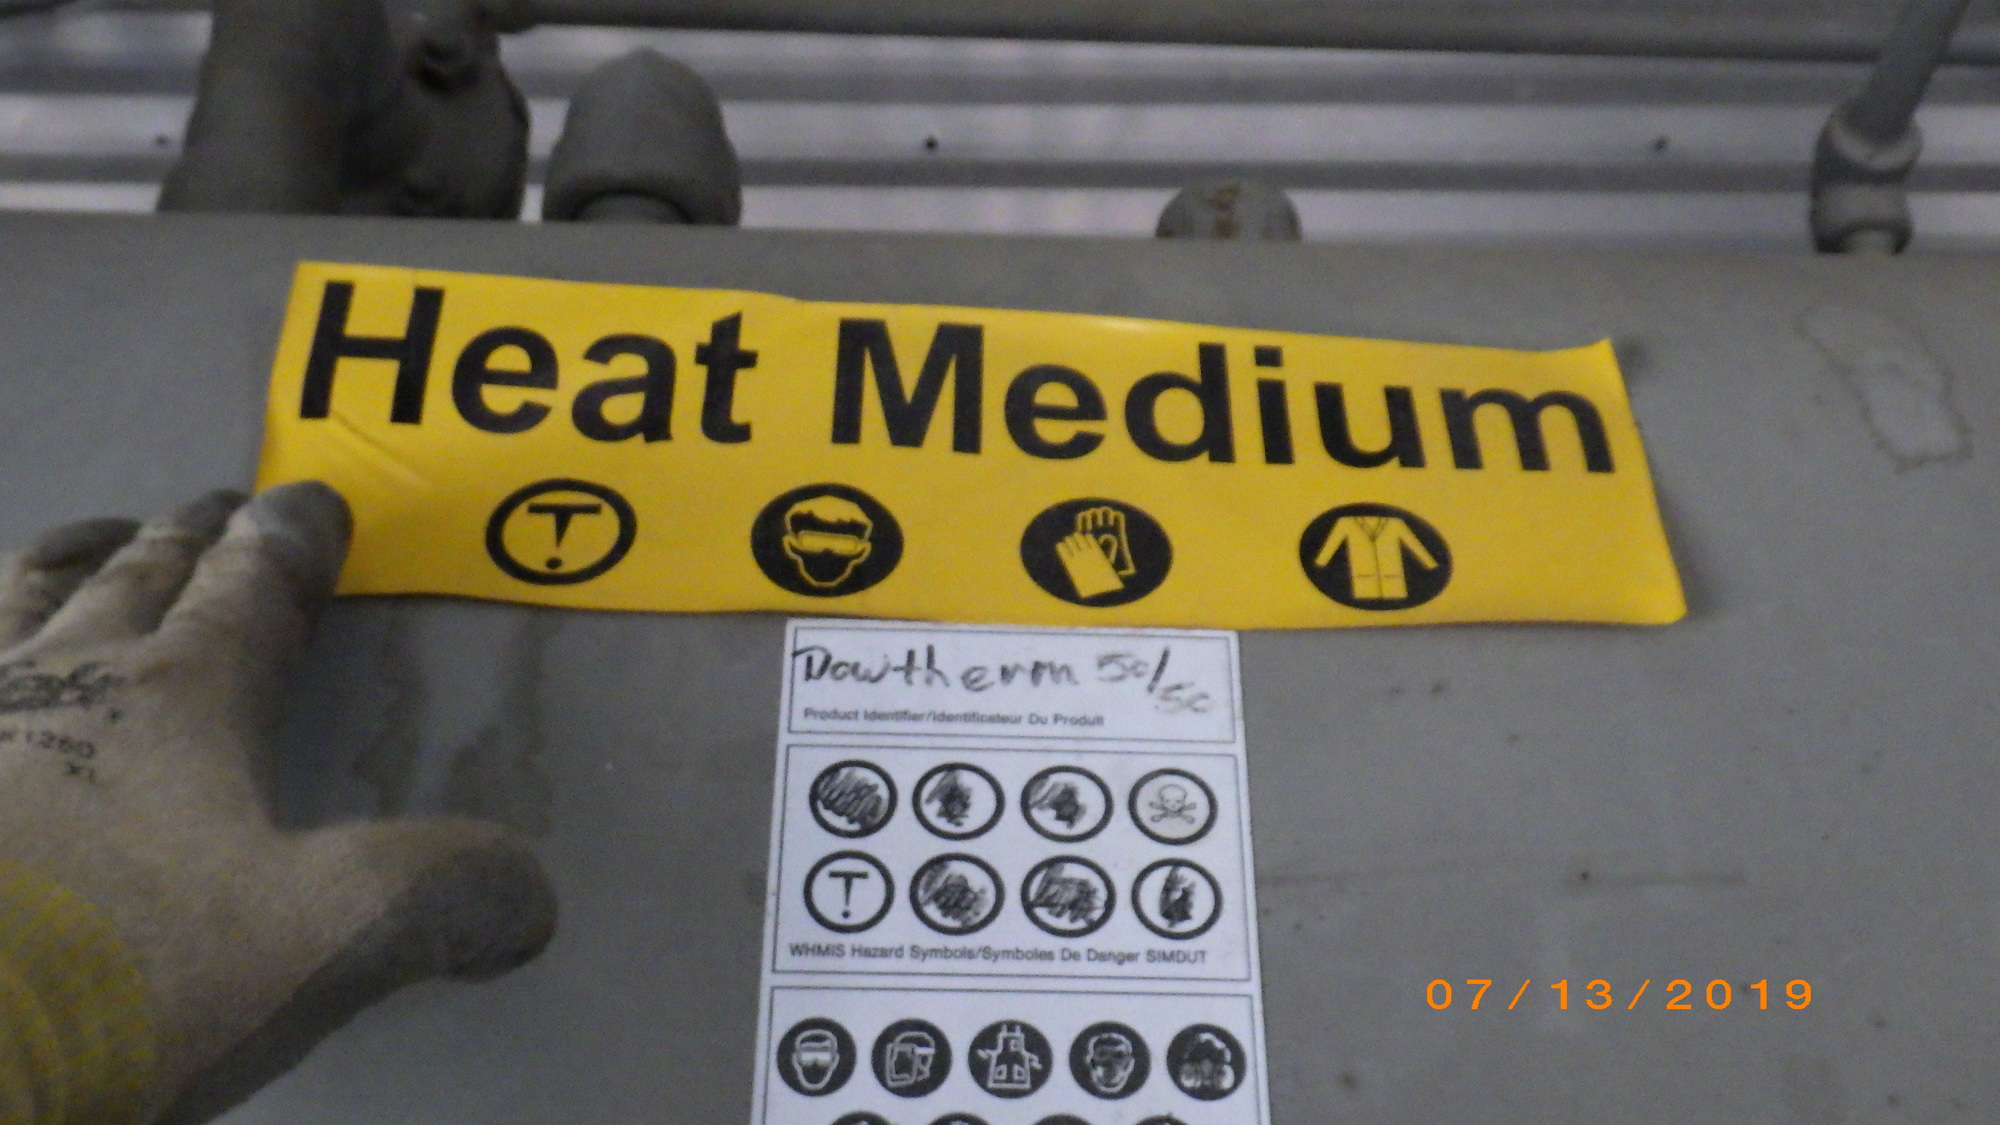 Heat Medium
Dowtherm 50/50
Product Identifier/Identificateur Du Produit
WHMIS Hazard Symbols/Symboles De Danger SIMDUT
XL
07/13/2019